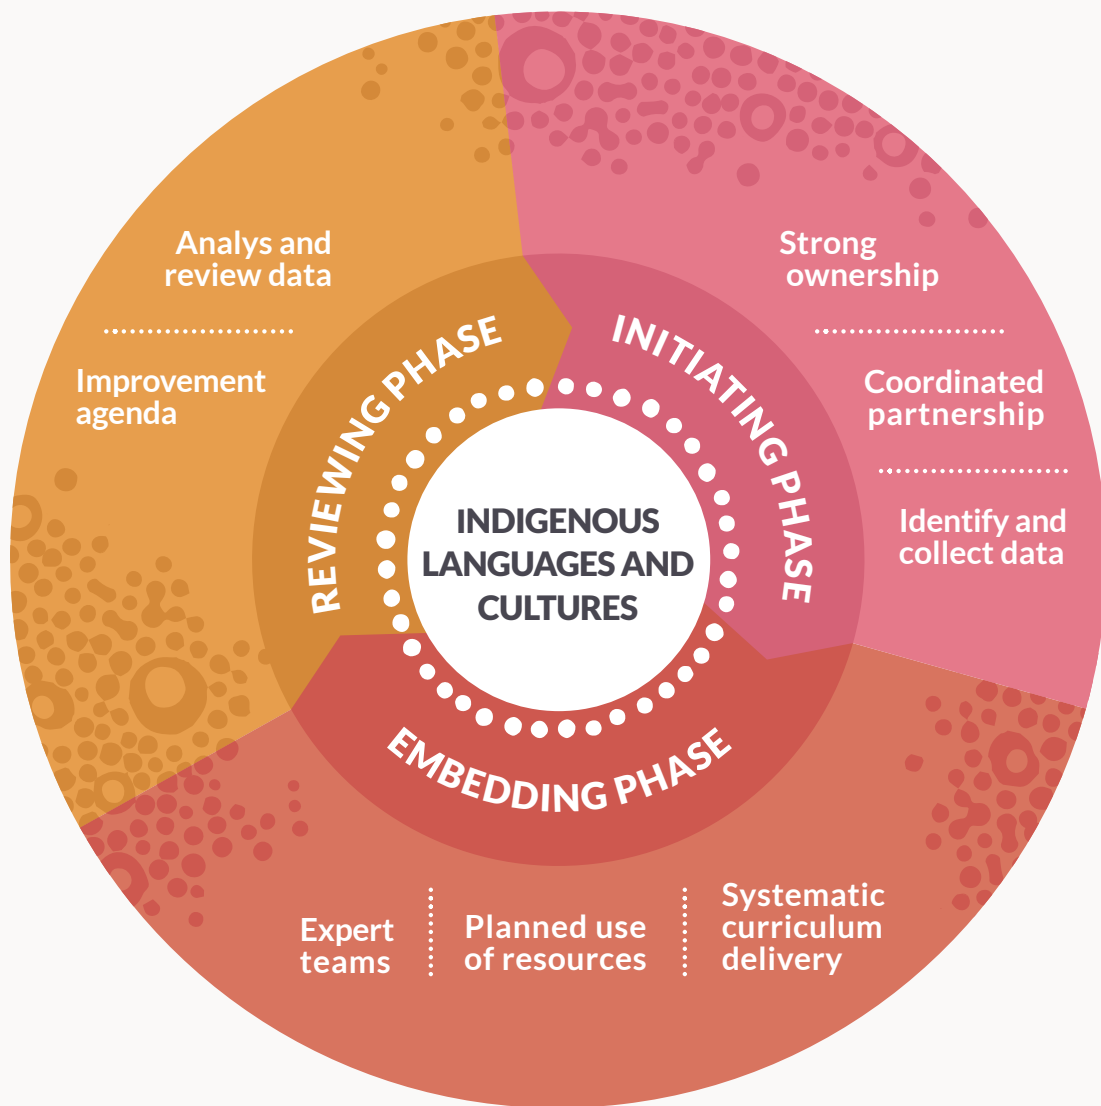 INDIGENOUS
LANGUAGES AND
CULTURES
INITIATING PHASE
Strong
ownership
Coordinated
partnership
Identify and
collect data
EMBEDDING PHASE
Systematic
curriculum
delivery
Planned use
of resources
Expert
teams
REVIEWING PHASE
Analys and
review data
Improvement
agenda